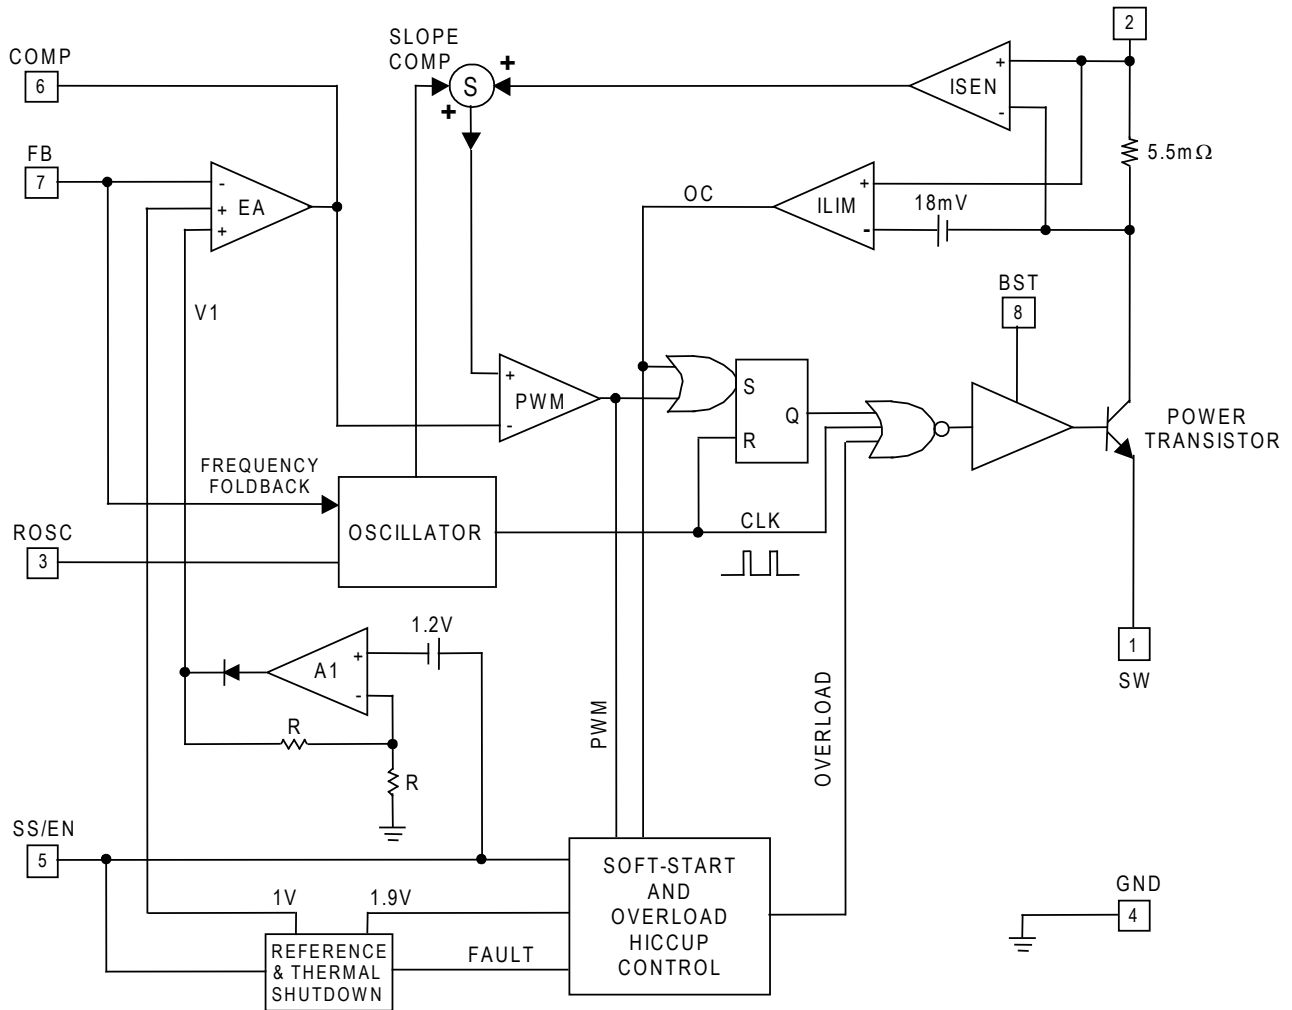 2
SLOPE
COMP
COMP
6
+
S
+
ISEN
+
-
5.5mΩ
FB
7
-
+
+
EA
OC
ILIM
+
-
18mV
V1
BST
8
+
-
PWM
S
Q
R
POWER
TRANSISTOR
FREQUENCY
FOLDBACK
OSCILLATOR
CLK
ROSC
3
1.2V
A1
+
-
R
R
1
SW
PWM
OVERLOAD
SS/EN
5
SOFT-START
AND
OVERLOAD
HICCUP
CONTROL
1V
1.9V
REFERENCE
& THERMAL
SHUTDOWN
FAULT
GND
4